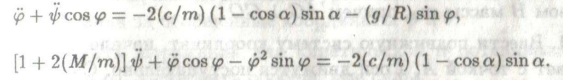 φ̈ + ψ̈ cos φ = −2(c/m) (1 − cos α) sin α − (g/R) sin φ,
[1 + 2(M/m)] ψ̈ + φ̈ cos φ − φ̇² sin φ = −2(c/m) (1 − cos α) sin α.